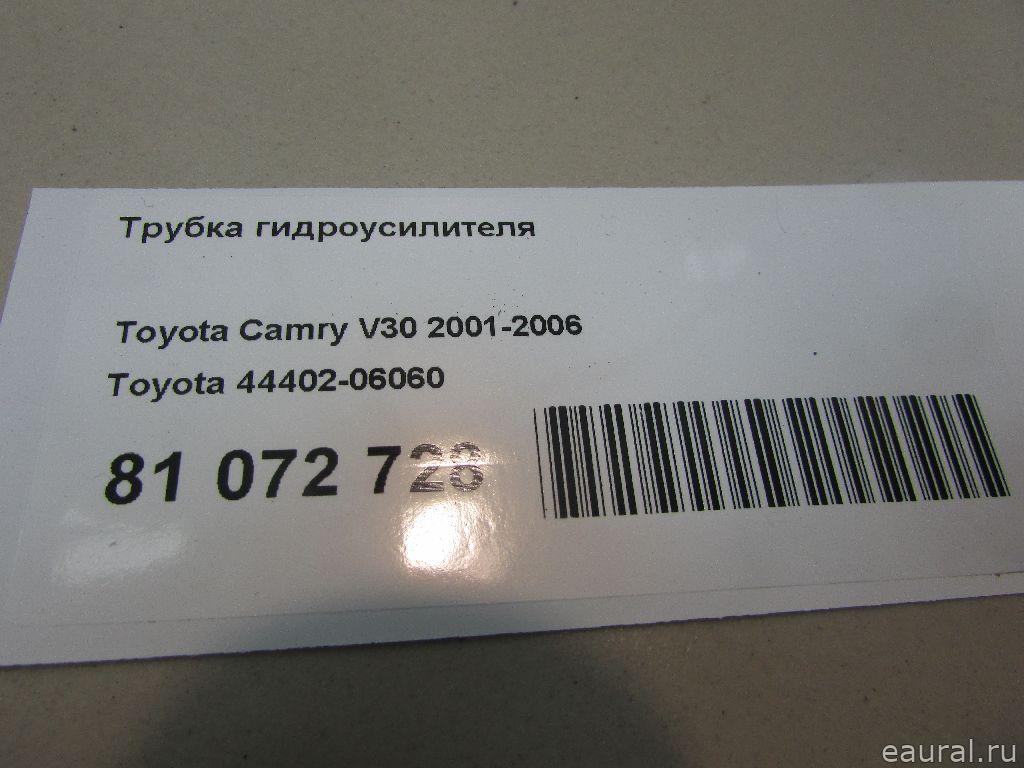 Трубка гидроусилителя
Toyota Camry V30 2001-2006
Toyota 44402-06060
81 072 728
eaural.ru